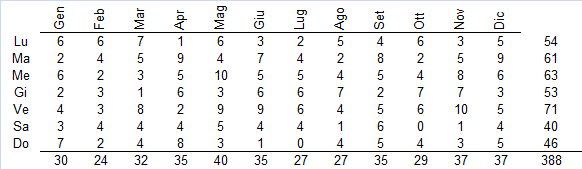 Gen Feb Mar Apr Mag Giu Lug Ago Set Ott Nov Dic
Lu 6 6 7 1 6 3 2 5 4 6 3 5 54
Ma 2 4 5 9 4 7 4 2 8 2 5 9 61
Me 6 2 3 5 10 5 5 4 5 4 8 6 63
Gi 2 3 1 6 3 6 6 7 2 7 7 3 53
Ve 4 3 8 2 9 9 6 4 5 6 10 5 71
Sa 3 4 4 4 5 4 4 1 6 0 1 4 40
Do 7 2 4 8 3 1 0 4 5 4 3 5 46
30 24 32 35 40 35 27 27 35 29 37 37 388